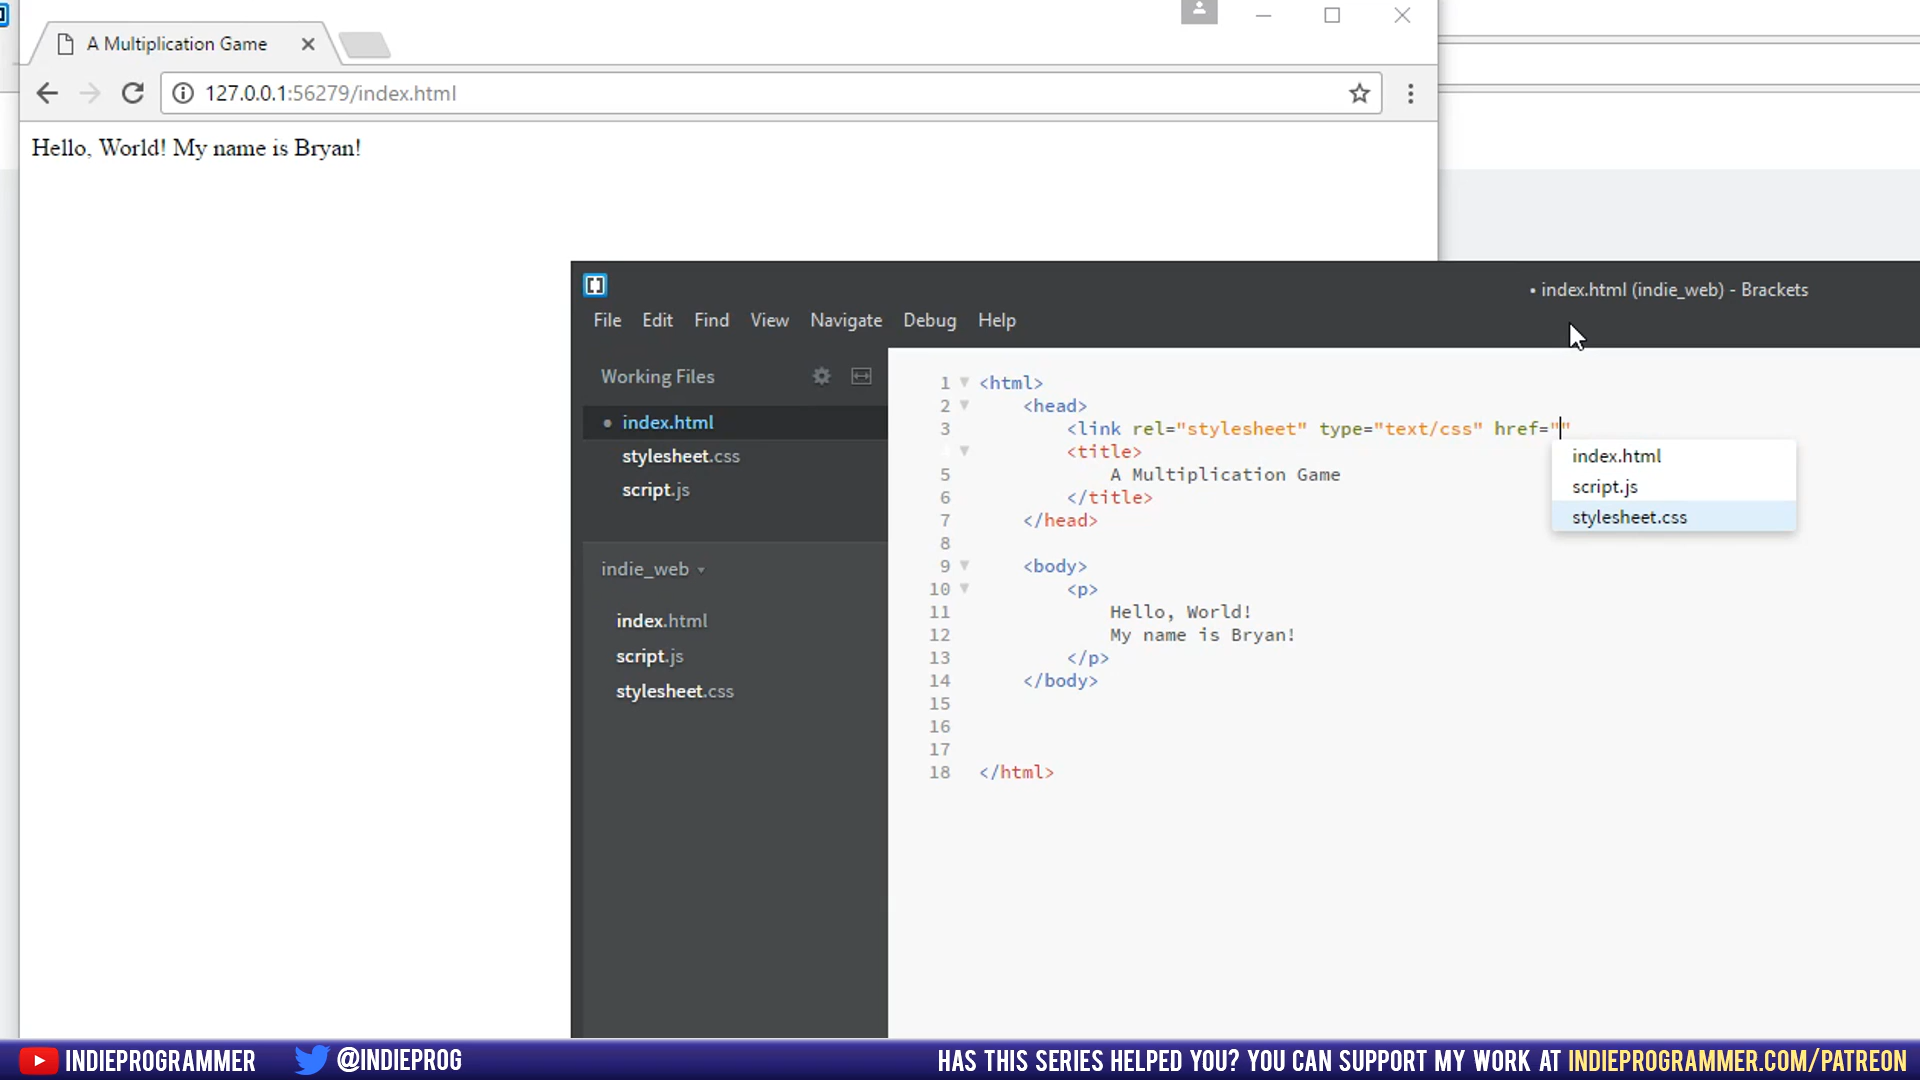 A Multiplication Game
127.0.0.1:56279/index.html
Hello, World! My name is Bryan!
• index.html (indie_web) - Brackets
File Edit Find View Navigate Debug Help
Working Files
index.html
stylesheet.css
script.js
indie_web
index.html
script.js
stylesheet.css
1 <html>
2 <head>
3 <link rel="stylesheet" type="text/css" href=""
4 <title>
5 A Multiplication Game
6 </title>
7 </head>
8
9 <body>
10 <p>
11 Hello, World!
12 My name is Bryan!
13 </p>
14 </body>
15
16
17
18 </html>
index.html
script.js
stylesheet.css
INDIEPROGRAMMER @INDIEPROG HAS THIS SERIES HELPED YOU? YOU CAN SUPPORT MY WORK AT INDIEPROGRAMMER.COM/PATREON